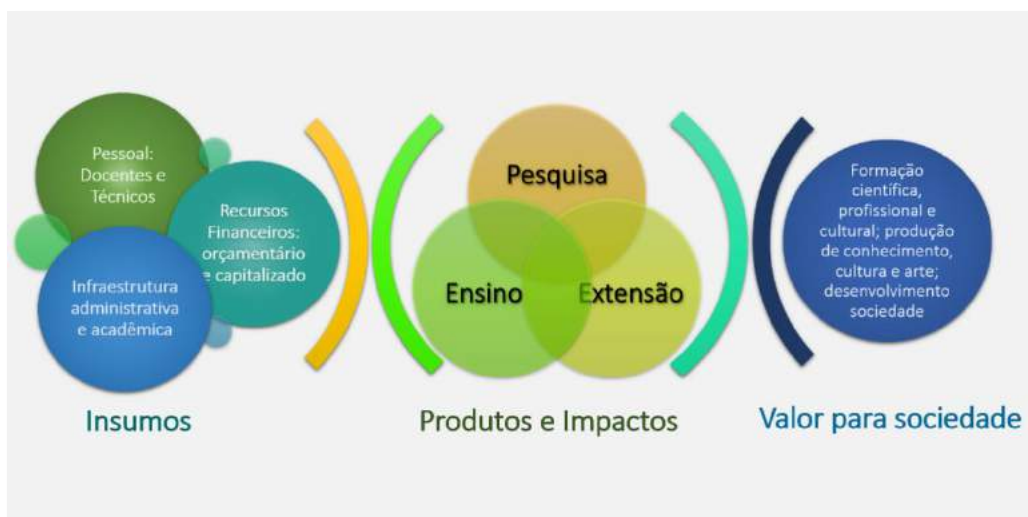 Pessoal:
Docentes e
Técnicos
Recursos
Financeiros:
orçamentário
e capitalizado
Infraestrutura
administrativa
e acadêmica
Insumos
Pesquisa
Ensino
Extensão
Produtos e Impactos
Formação
científica,
profissional e
cultural; produção
de conhecimento,
cultura e arte;
desenvolvimento
sociedade
Valor para sociedade